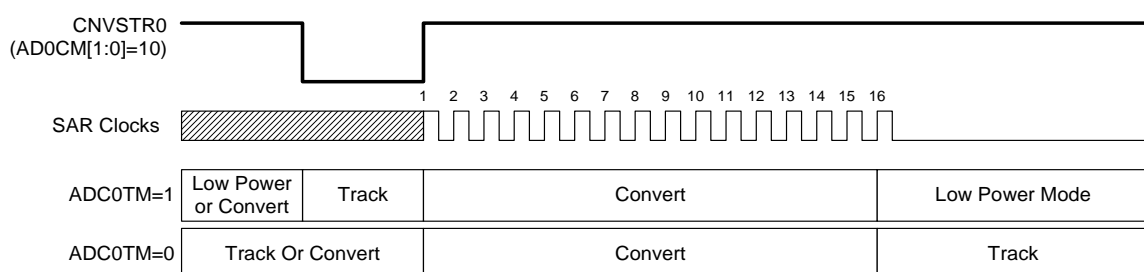 CNVSTR0
(AD0CM[1:0]=10)
1 2 3 4 5 6 7 8 9 10 11 12 13 14 15 16
SAR Clocks
ADC0TM=1
Low Power
or Convert
Track
Convert
Low Power Mode
ADC0TM=0
Track Or Convert
Convert
Track